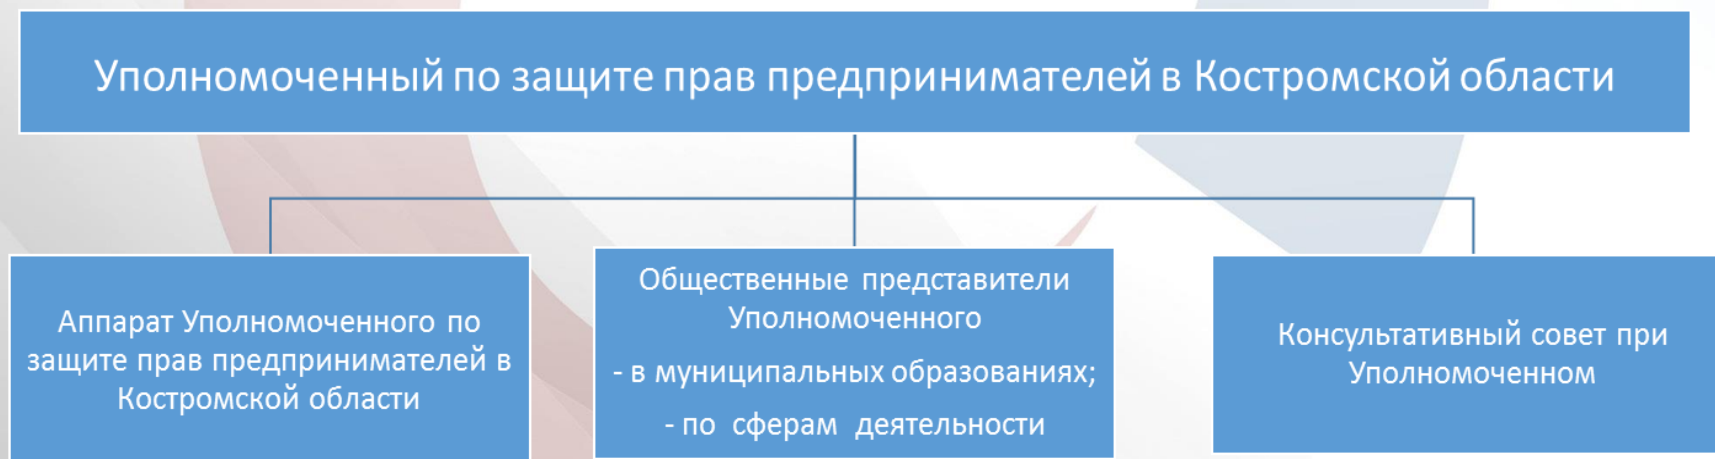 Уполномоченный по защите прав предпринимателей в Костромской области
Аппарат Уполномоченного по
защите прав предпринимателей в
Костромской области
Общественные представители
Уполномоченного
- в муниципальных образованиях;
- по сферам деятельности
Консультативный совет при
Уполномоченном